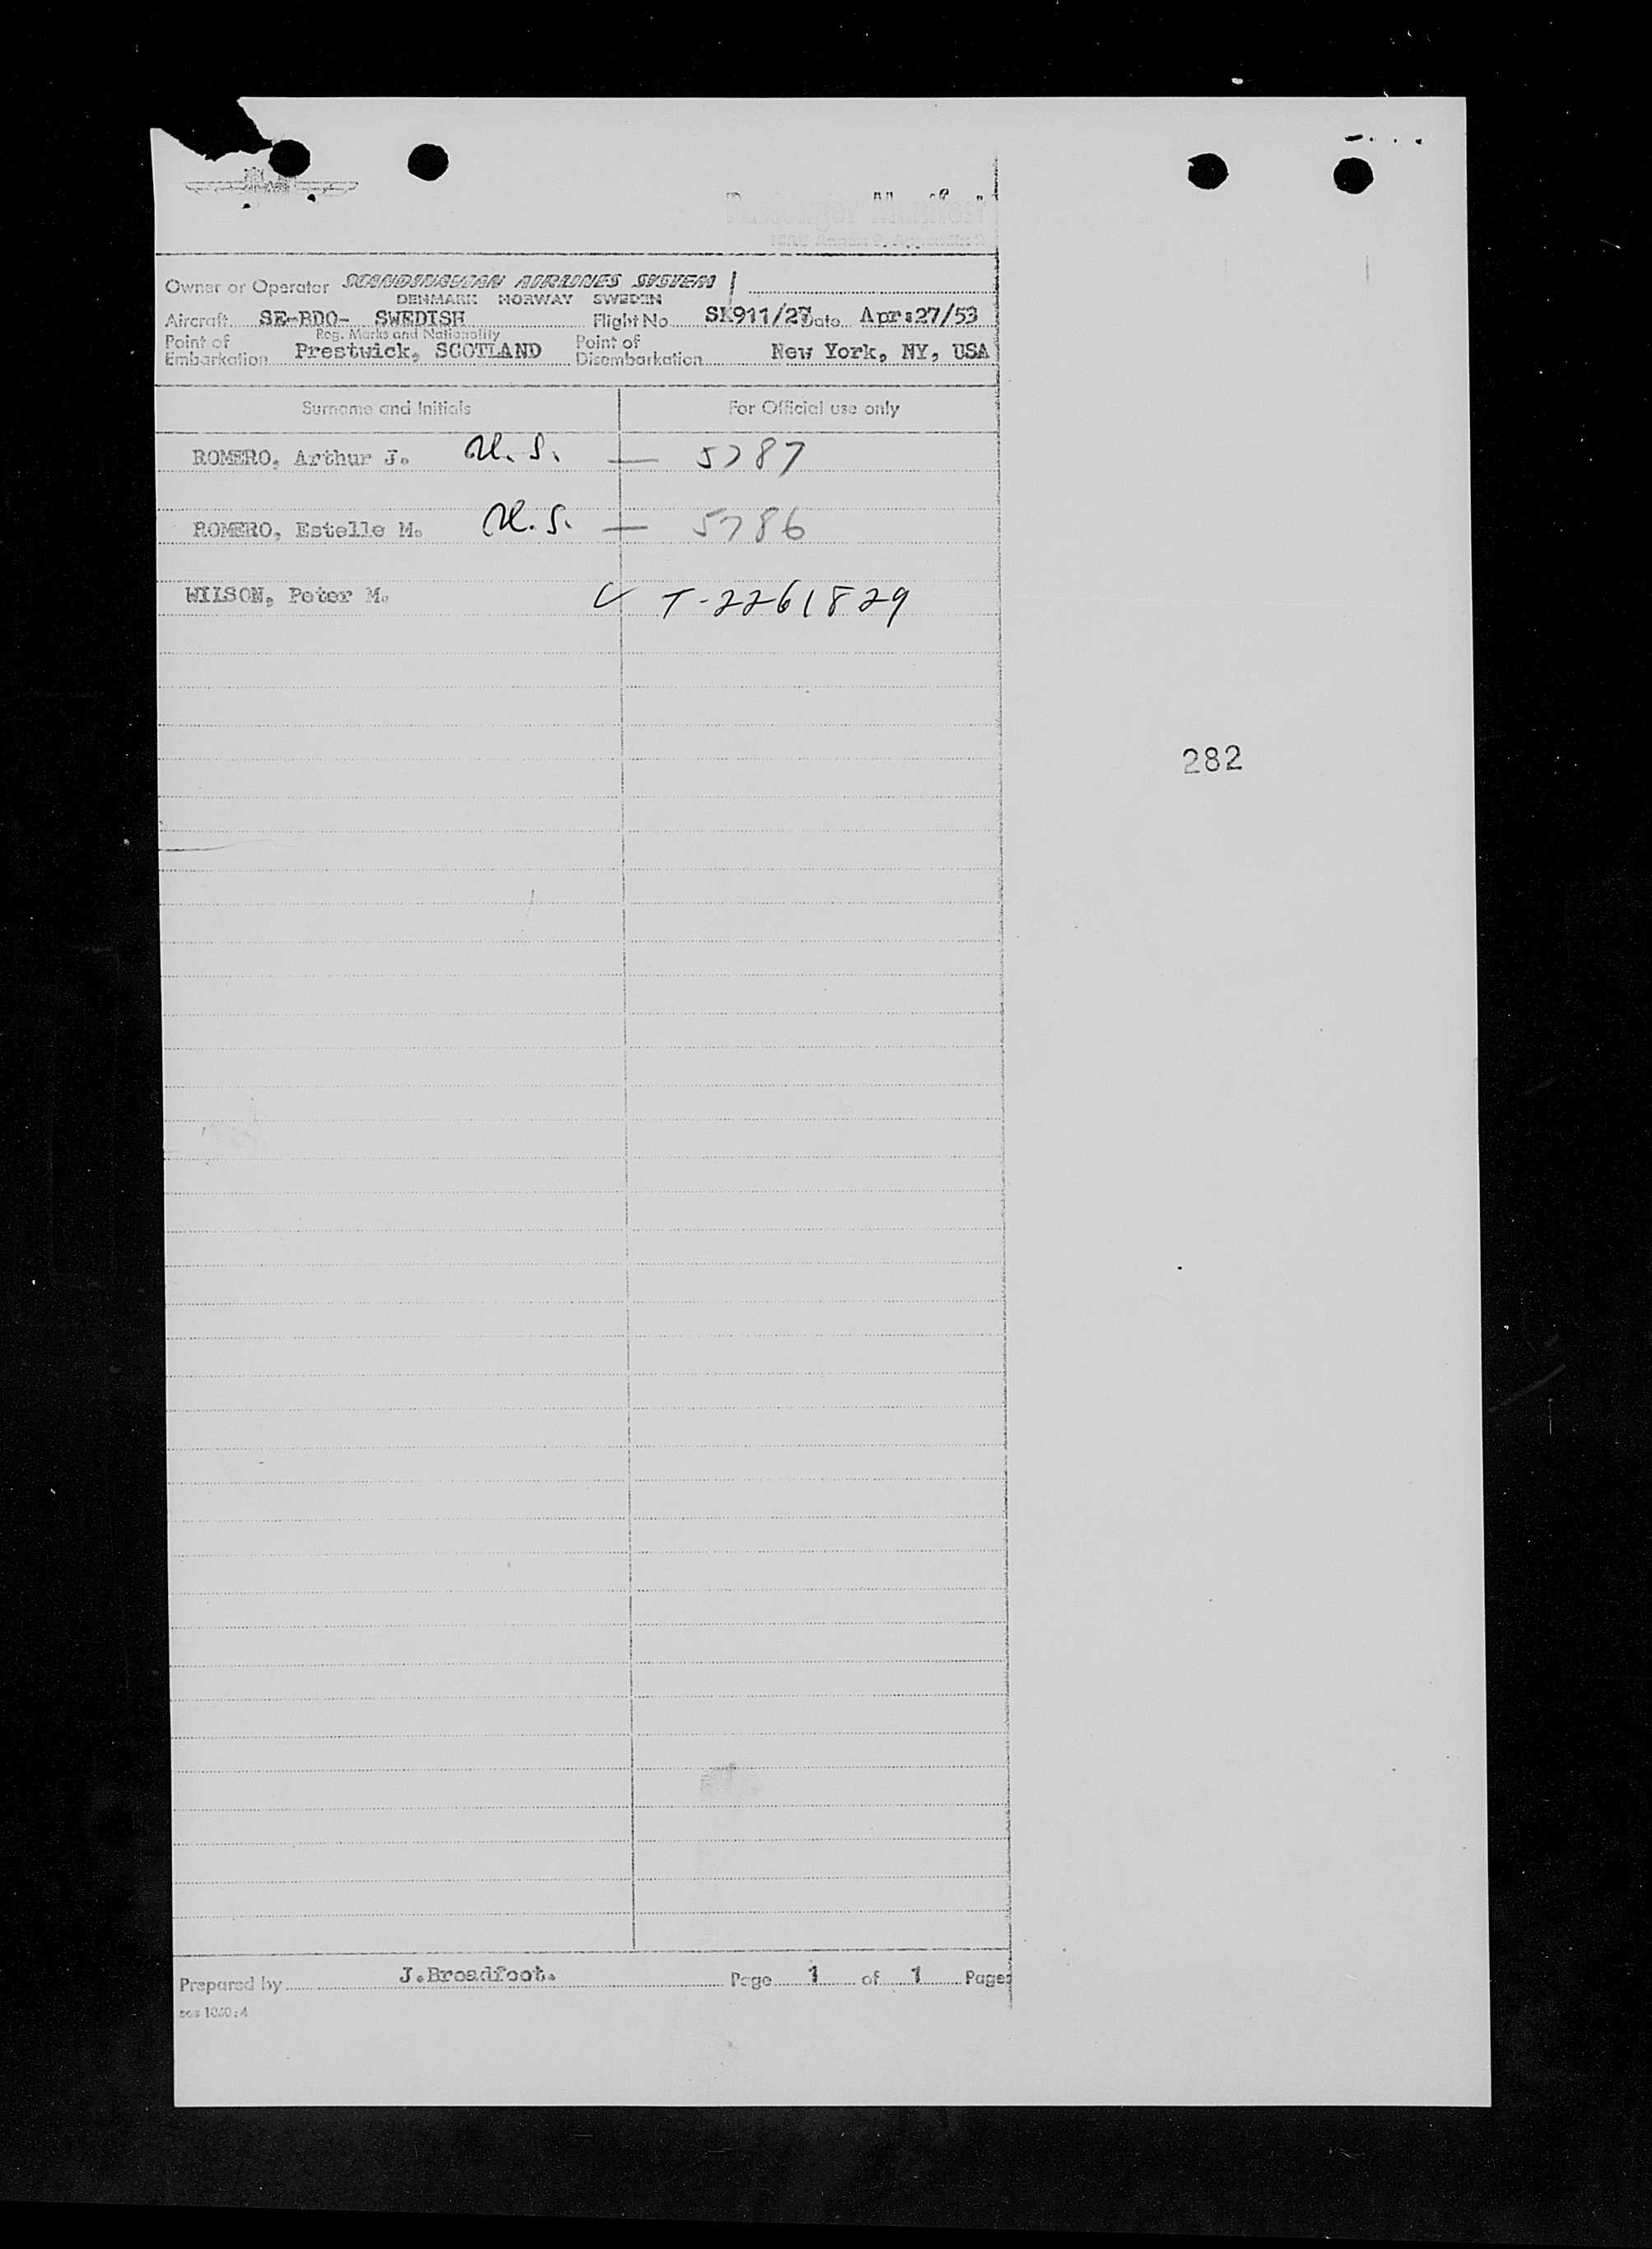 Passenger Manifest
Owner or Operator SCANDINAVIAN AIRLINES SYSTEM
DENMARK NORWAY SWEDEN
Aircraft SE-BDO- SWEDISH Flight No SK911/27 Date Apr:27/53
Reg. Marks and Nationality
Point of Embarkation Prestwick, SCOTLAND Point of Disembarkation New York, NY, USA
Surname and Initials For Official use only
ROMERO, Arthur J. U.S. — 5787
ROMERO, Estelle M. U.S. — 5786
WILSON, Peter M. T-2261829
282
Prepared by J.Broadfoot. Page 1 of 1 Pages